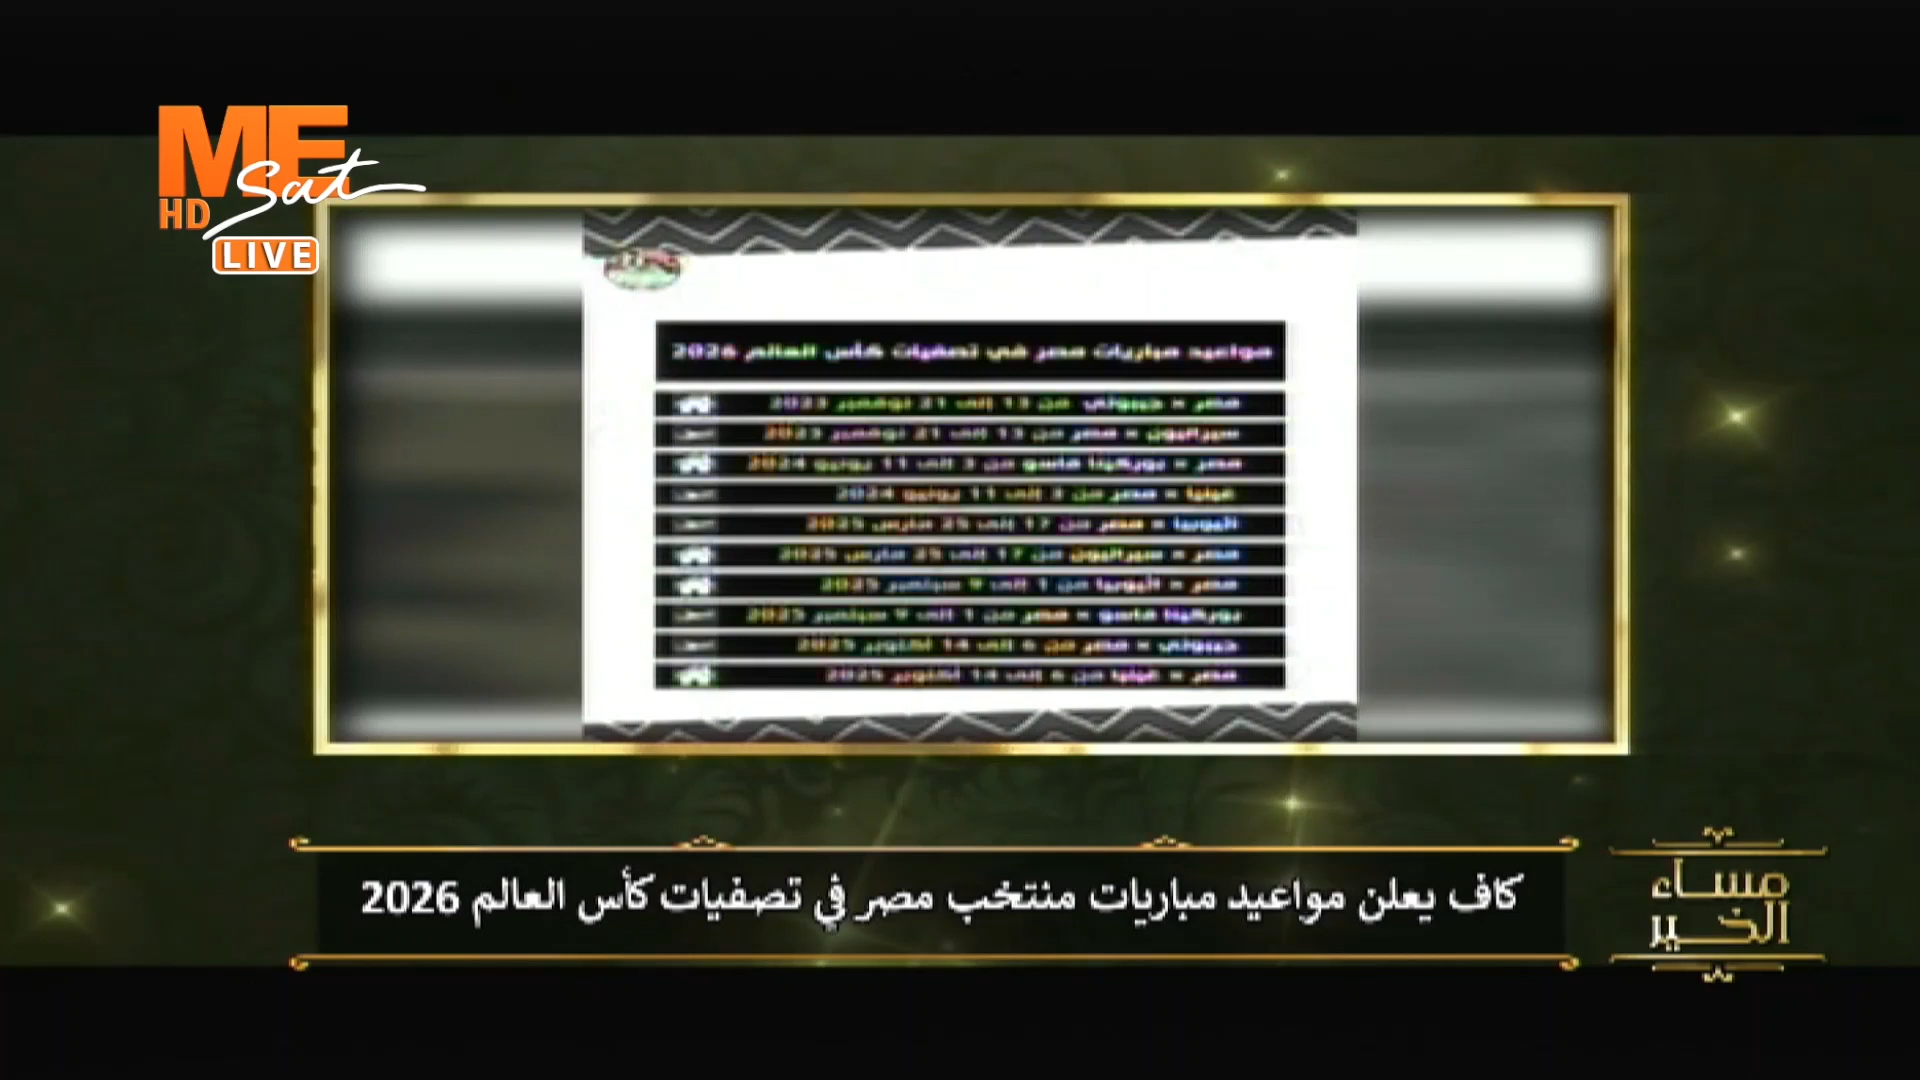 ME
Sat
HD
LIVE
مواعيد مباريات مصر في تصفيات كأس العالم 2026
مصر × جيبوتي من 13 إلى 21 نوفمبر 2023
سيراليون × مصر من 13 إلى 21 نوفمبر 2023
مصر × بوركينا فاسو من 3 إلى 11 يونيو 2024
غينيا × مصر من 3 إلى 11 يونيو 2024
اثيوبيا × مصر من 17 إلى 25 مارس 2025
مصر × سيراليون من 17 إلى 25 مارس 2025
مصر × اثيوبيا من 1 إلى 9 سبتمبر 2025
بوركينا فاسو × مصر من 1 إلى 9 سبتمبر 2025
جيبوتي × مصر من 6 إلى 14 أكتوبر 2025
مصر × غينيا من 6 إلى 14 أكتوبر 2025
كاف يعلن مواعيد مباريات منتخب مصر في تصفيات كأس العالم 2026
مساء
الخير